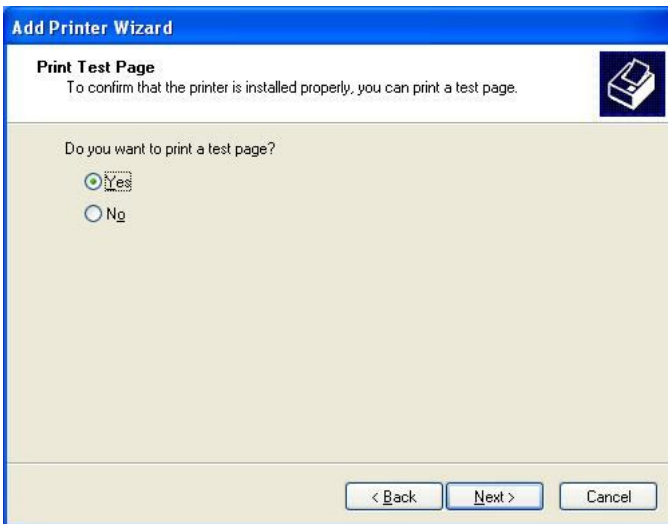 Add Printer Wizard
Print Test Page
To confirm that the printer is installed properly, you can print a test page.
Do you want to print a test page?
Yes
No
< Back Next > Cancel